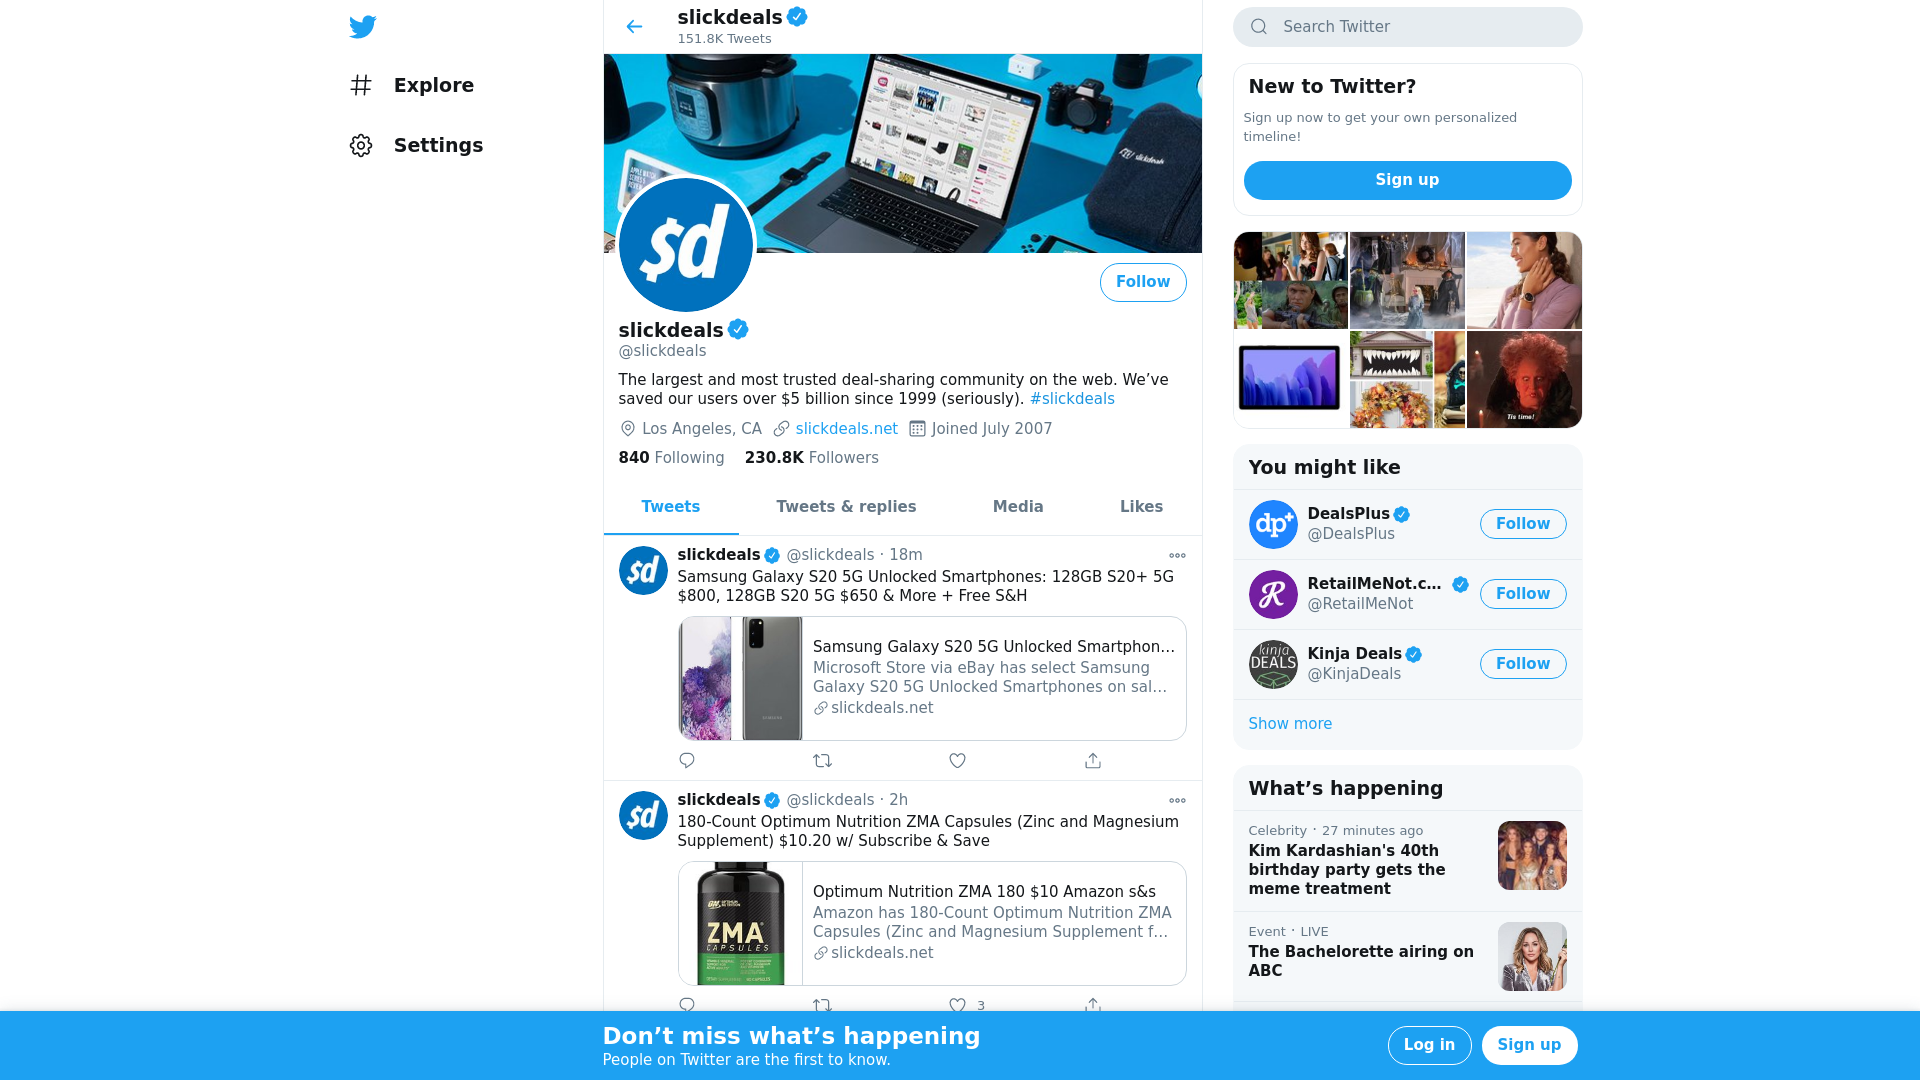 Explore
Settings
slickdeals
151.8K Tweets
slickdeals
$d
Follow
slickdeals
@slickdeals
The largest and most trusted deal-sharing community on the web. We’ve
saved our users over $5 billion since 1999 (seriously). #slickdeals
Los Angeles, CA slickdeals.net Joined July 2007
840 Following 230.8K Followers
Tweets Tweets & replies Media Likes
$d
slickdeals @slickdeals · 18m
Samsung Galaxy S20 5G Unlocked Smartphones: 128GB S20+ 5G
$800, 128GB S20 5G $650 & More + Free S&H
SAMSUNG
Samsung Galaxy S20 5G Unlocked Smartphon…
Microsoft Store via eBay has select Samsung
Galaxy S20 5G Unlocked Smartphones on sal…
slickdeals.net
$d
slickdeals @slickdeals · 2h
180-Count Optimum Nutrition ZMA Capsules (Zinc and Magnesium
Supplement) $10.20 w/ Subscribe & Save
ON
ZMA
CAPSULES
Optimum Nutrition ZMA 180 $10 Amazon s&s
Amazon has 180-Count Optimum Nutrition ZMA
Capsules (Zinc and Magnesium Supplement f…
slickdeals.net
3
Search Twitter
New to Twitter?
Sign up now to get your own personalized
timeline!
Sign up
Tis time!
You might like
dp+
DealsPlus
@DealsPlus
Follow
R
RetailMeNot.c…
@RetailMeNot
Follow
kinja
DEALS
Kinja Deals
@KinjaDeals
Follow
Show more
What’s happening
Celebrity · 27 minutes ago
Kim Kardashian's 40th
birthday party gets the
meme treatment
Event · LIVE
The Bachelorette airing on
ABC
Don’t miss what’s happening
People on Twitter are the first to know.
Log in
Sign up